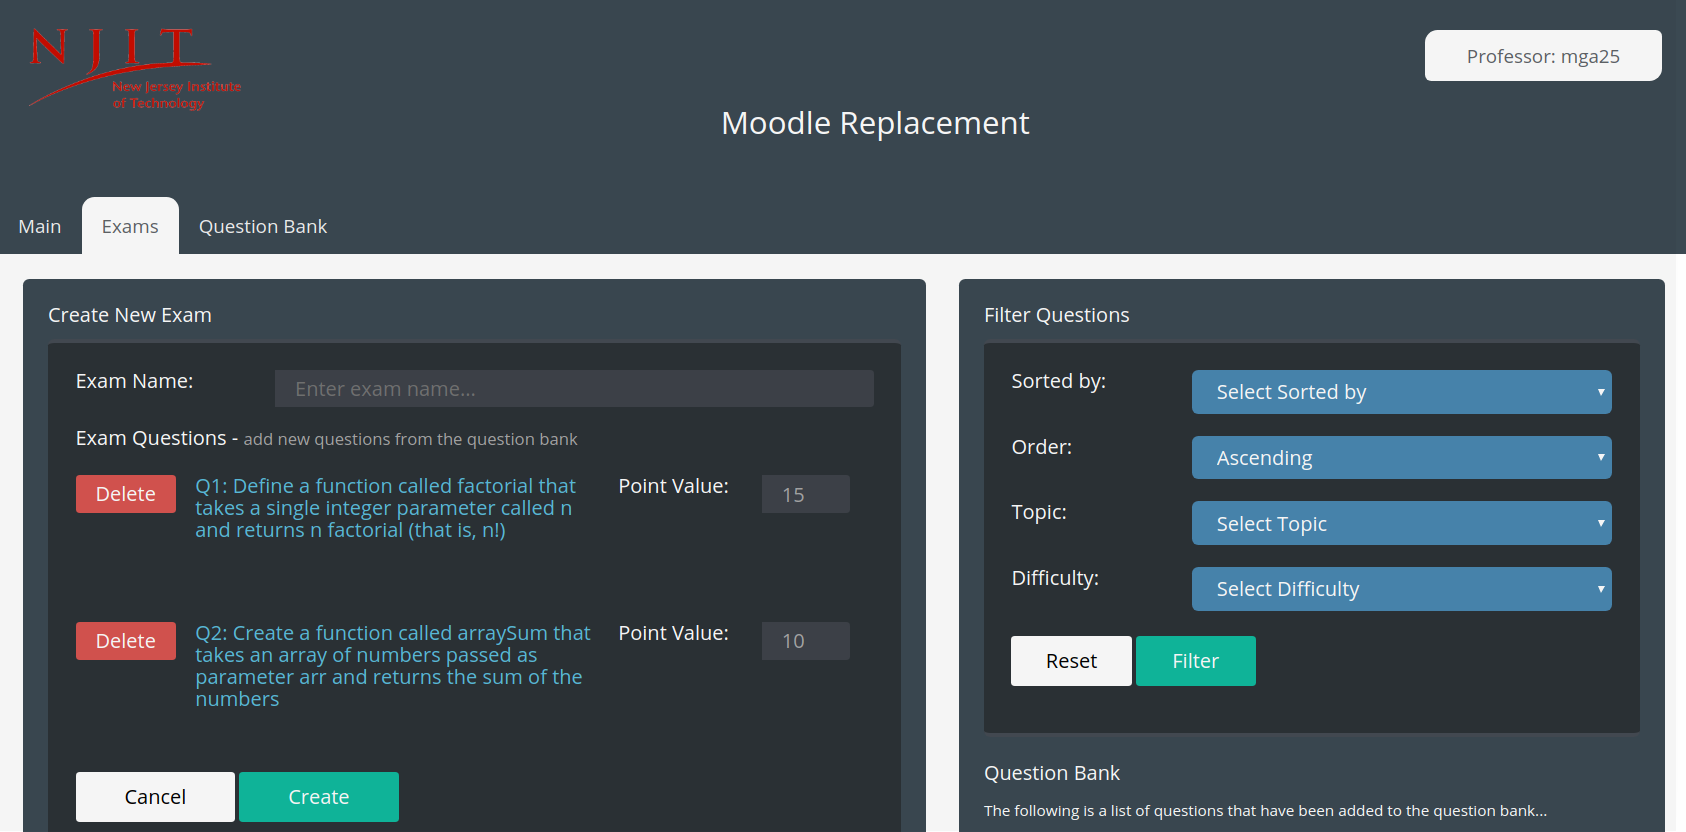 NJIT
New Jersey Institute
of Technology
Professor: mga25
Moodle Replacement
Main
Exams
Question Bank
Create New Exam
Exam Name:
Enter exam name...
Exam Questions - add new questions from the question bank
Delete
Q1: Define a function called factorial that
takes a single integer parameter called n
and returns n factorial (that is, n!)
Point Value:
15
Delete
Q2: Create a function called arraySum that
takes an array of numbers passed as
parameter arr and returns the sum of the
numbers
Point Value:
10
Cancel
Create
Filter Questions
Sorted by:
Select Sorted by
Order:
Ascending
Topic:
Select Topic
Difficulty:
Select Difficulty
Reset
Filter
Question Bank
The following is a list of questions that have been added to the question bank...